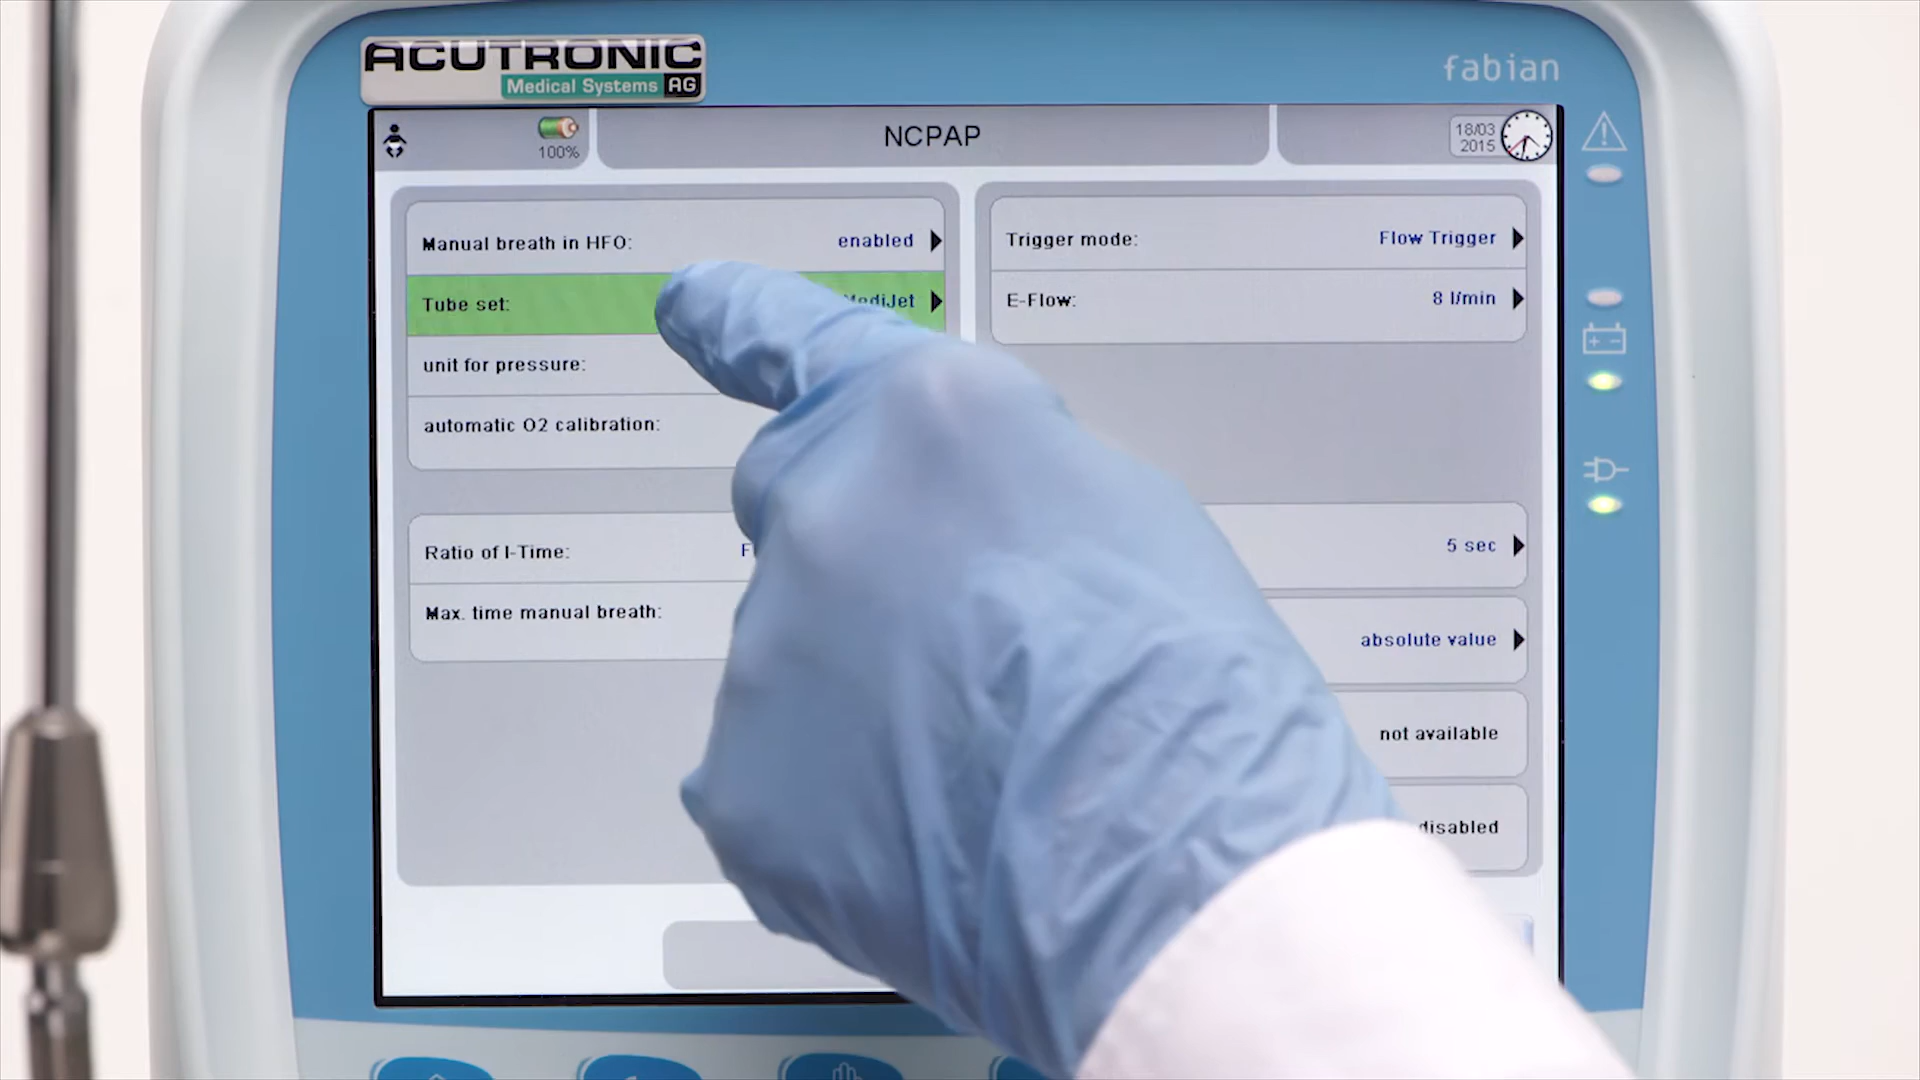 ACUTRONIC
Medical Systems AG
fabian
100%
NCPAP
18/03
2015
Manual breath in HFO: enabled
Tube set: MediJet
unit for pressure:
automatic O2 calibration:
Ratio of I-Time:
Max. time manual breath:
Trigger mode: Flow Trigger
E-Flow: 8 l/min
5 sec
absolute value
not available
disabled